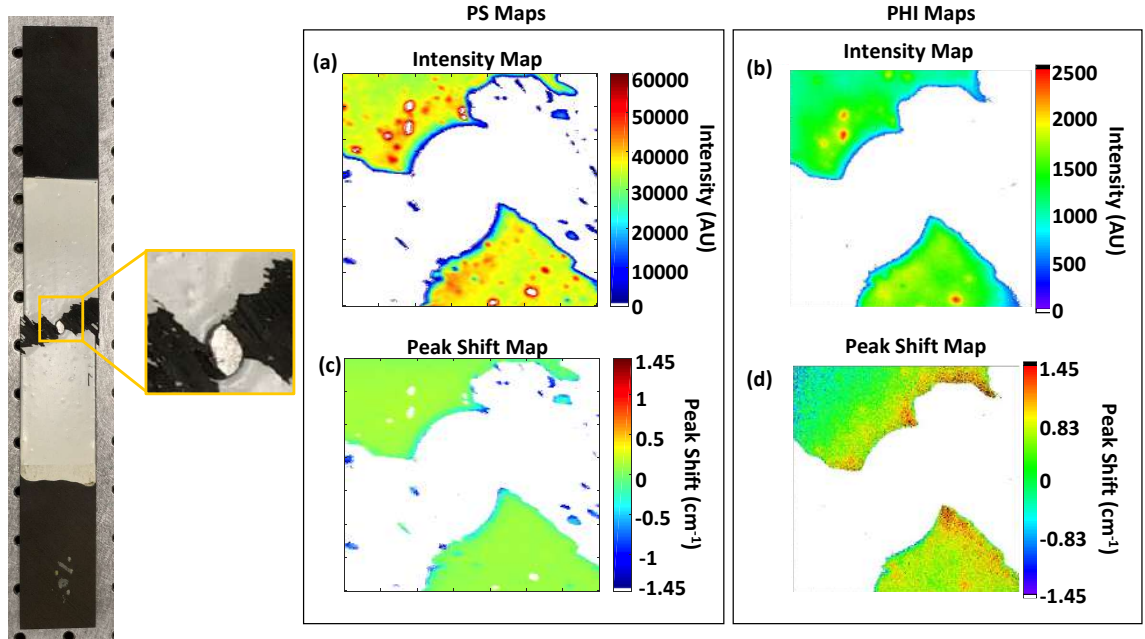 PS Maps
PHI Maps
(a)
Intensity Map
60000
50000
40000
30000
20000
10000
0
Intensity (AU)
(b)
Intensity Map
2500
2000
1500
1000
500
0
Intensity (AU)
(c)
Peak Shift Map
1.45
1
0.5
0
-0.5
-1
-1.45
Peak Shift (cm⁻¹)
(d)
Peak Shift Map
1.45
0.83
0
-0.83
-1.45
Peak Shift (cm⁻¹)